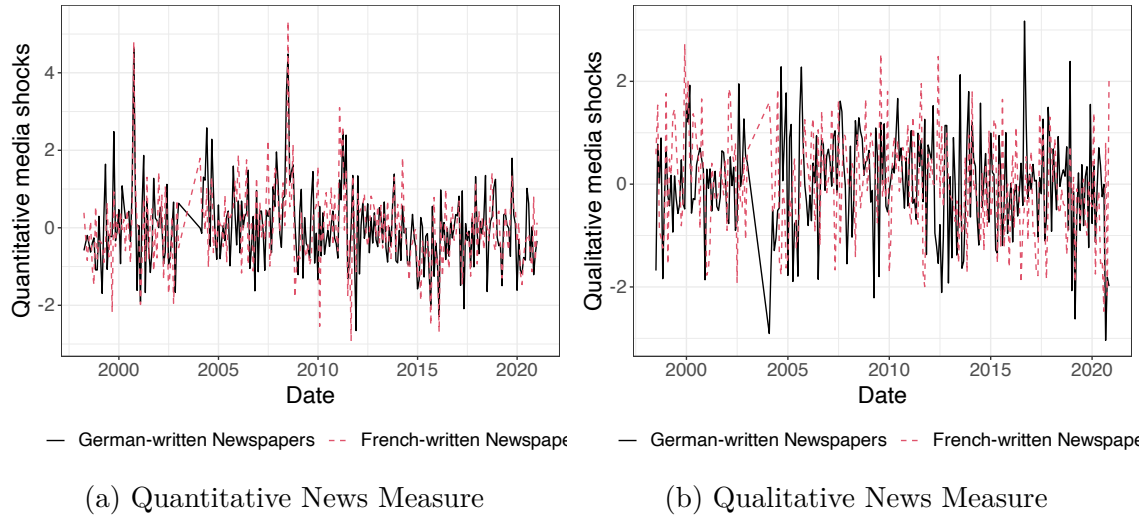 Quantitative media shocks
4
2
0
-2
2000
2005
2010
2015
2020
Date
German-written Newspapers
French-written Newspape
(a) Quantitative News Measure
Qualitative media shocks
2
0
-2
2000
2005
2010
2015
2020
Date
German-written Newspapers
French-written Newspape
(b) Qualitative News Measure